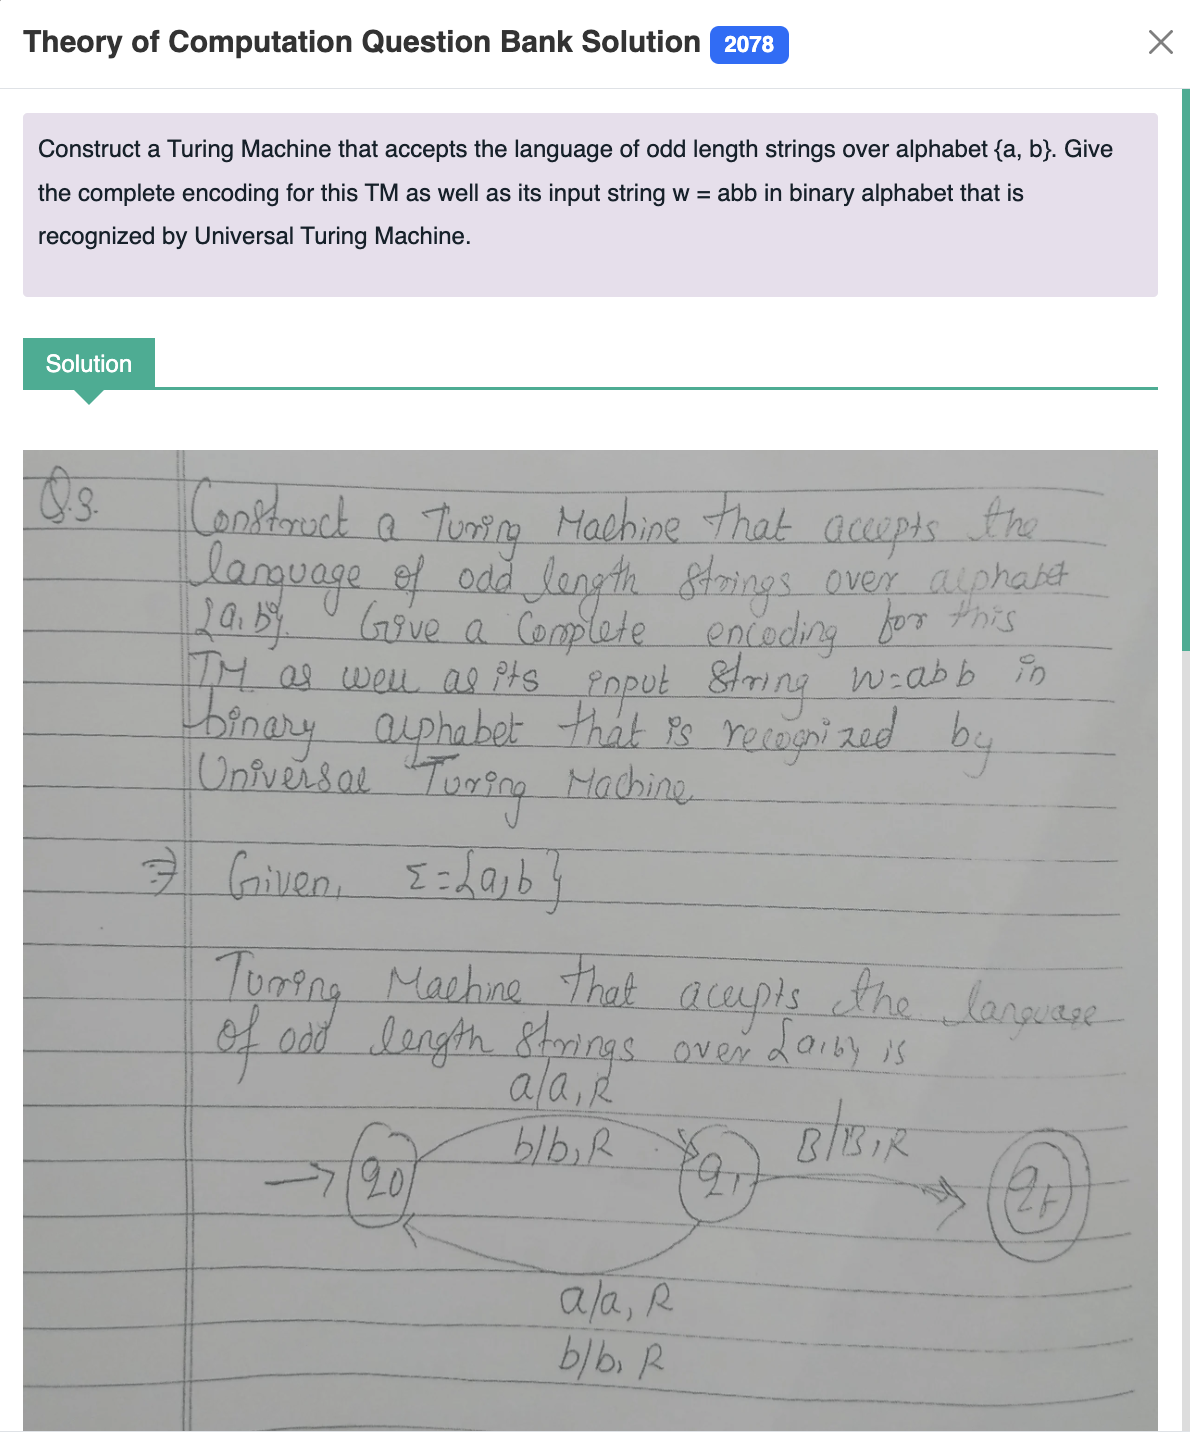 Theory of Computation Question Bank Solution 2078
Construct a Turing Machine that accepts the language of odd length strings over alphabet {a, b}. Give
the complete encoding for this TM as well as its input string w = abb in binary alphabet that is
recognized by Universal Turing Machine.
Solution
Q.3. Construct a Turing Machine that accepts the
language of odd length strings over alphabet
{a, b}. Give a Complete encoding for this
TM as well as its input string w=abb in
binary alphabet that is recognized by
Universal Turing Machine.
⇒ Given, Σ={a,b}
Turing Machine that accepts the language
of odd length strings over {a,b} is
a/a, R
b/b, R
B/B, R
q0 q1 qf
a/a, R
b/b, R